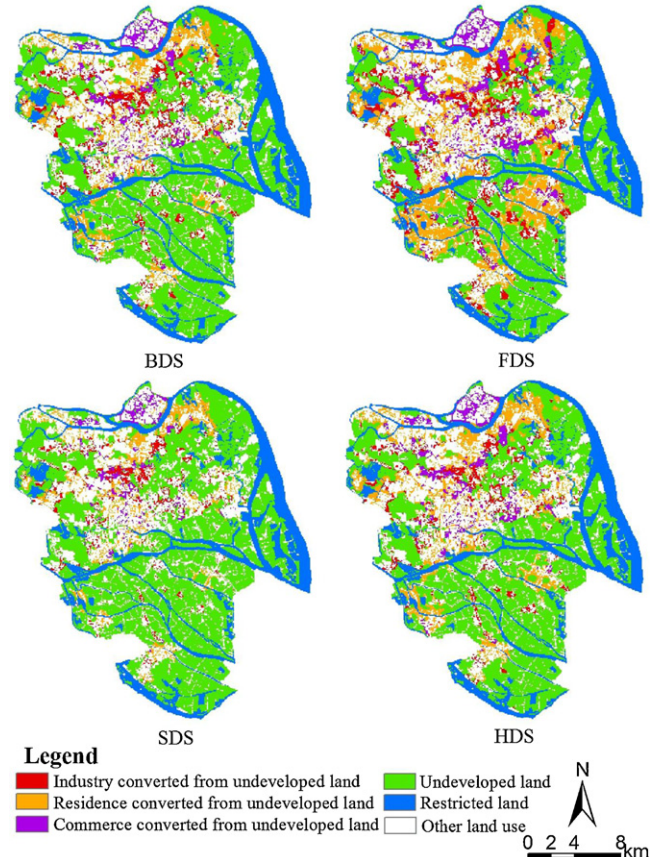 BDS FDS
SDS HDS
Legend
Industry converted from undeveloped land Undeveloped land
Residence converted from undeveloped land Restricted land
Commerce converted from undeveloped land Other land use
N
0 2 4 8
km